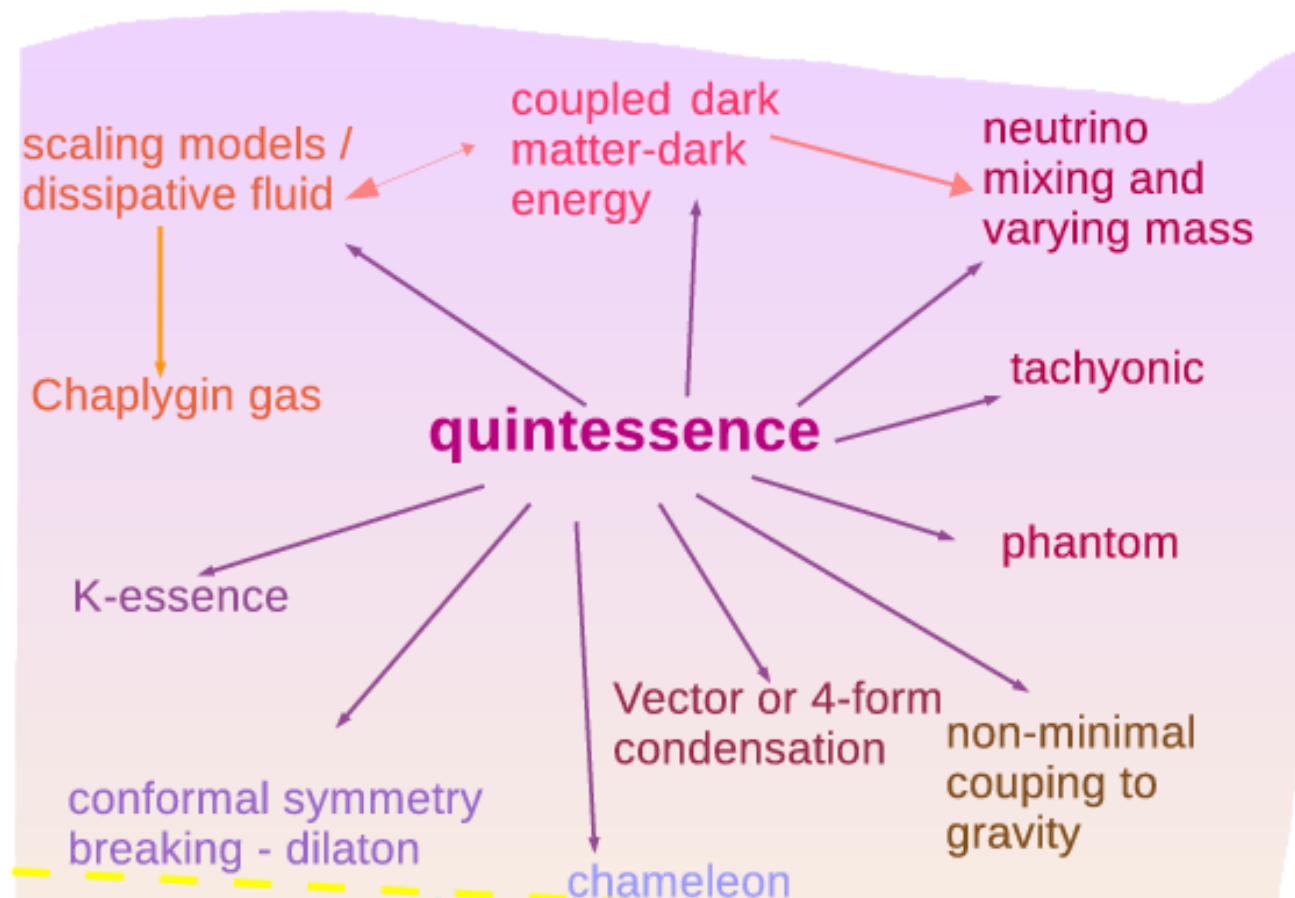 coupled dark
matter-dark
energy
scaling models /
dissipative fluid
neutrino
mixing and
varying mass
tachyonic
Chaplygin gas
quintessence
phantom
K-essence
Vector or 4-form
condensation
non-minimal
couping to
gravity
conformal symmetry
breaking - dilaton
chameleon